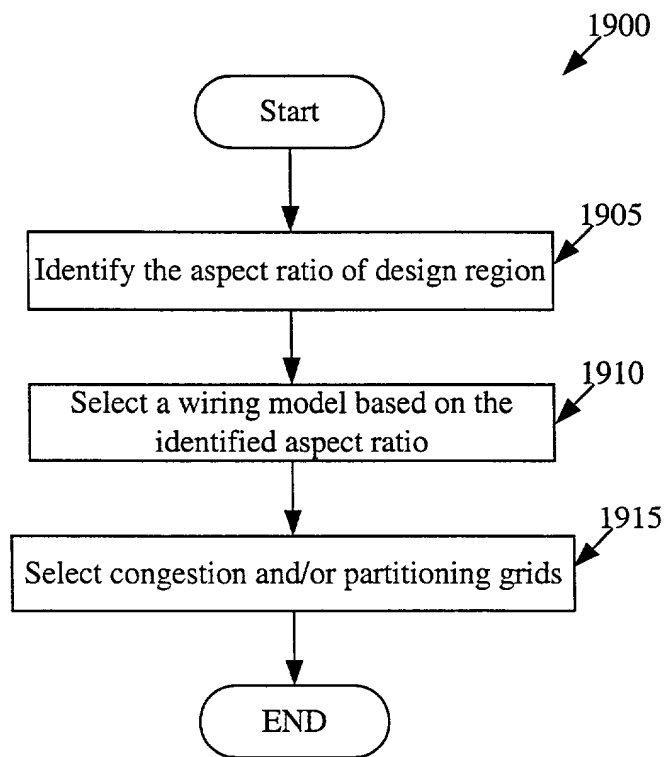 1900
Start
1905
Identify the aspect ratio of design region
1910
Select a wiring model based on the
identified aspect ratio
1915
Select congestion and/or partitioning grids
END